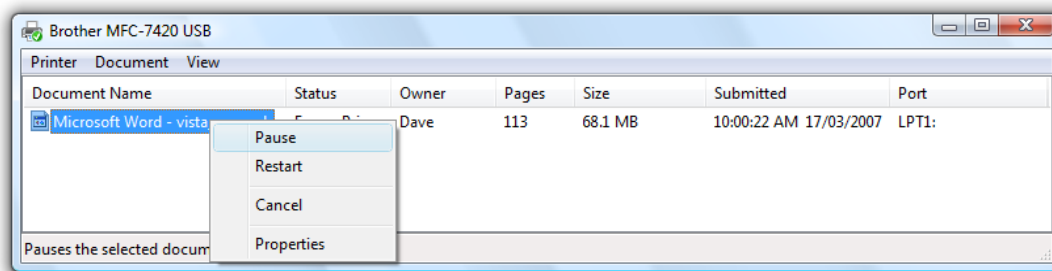 Brother MFC-7420 USB
Printer Document View
Document Name Status Owner Pages Size Submitted Port
Microsoft Word - vista Dave 113 68.1 MB 10:00:22 AM 17/03/2007 LPT1:
Pause
Restart
Cancel
Properties
Pauses the selected docum